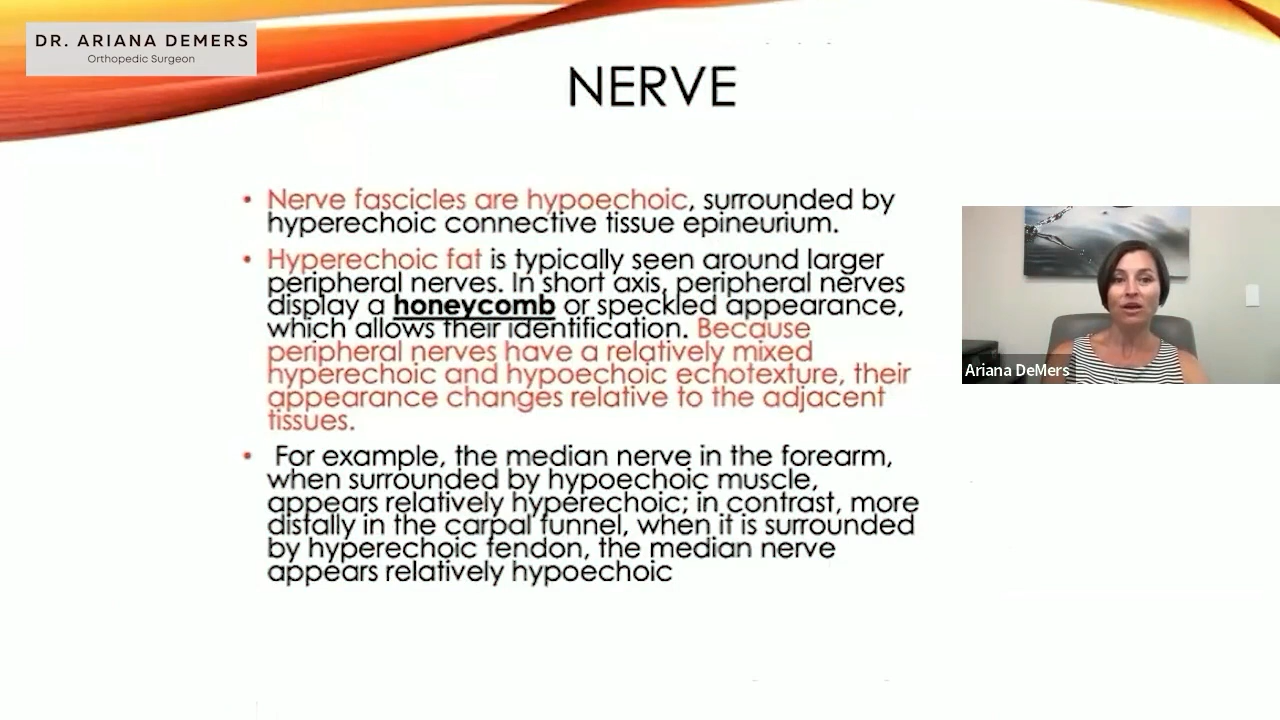 DR. ARIANA DEMERS
Orthopedic Surgeon
NERVE
• Nerve fascicles are hypoechoic, surrounded by
hyperechoic connective tissue epineurium.
• Hyperechoic fat is typically seen around larger
peripheral nerves. In short axis, peripheral nerves
display a honeycomb or speckled appearance,
which allows their identification. Because
peripheral nerves have a relatively mixed
hyperechoic and hypoechoic echotexture, their
appearance changes relative to the adjacent
tissues.
• For example, the median nerve in the forearm,
when surrounded by hypoechoic muscle,
appears relatively hyperechoic; in contrast, more
distally in the carpal tunnel, when it is surrounded
by hyperechoic tendon, the median nerve
appears relatively hypoechoic
Ariana DeMers